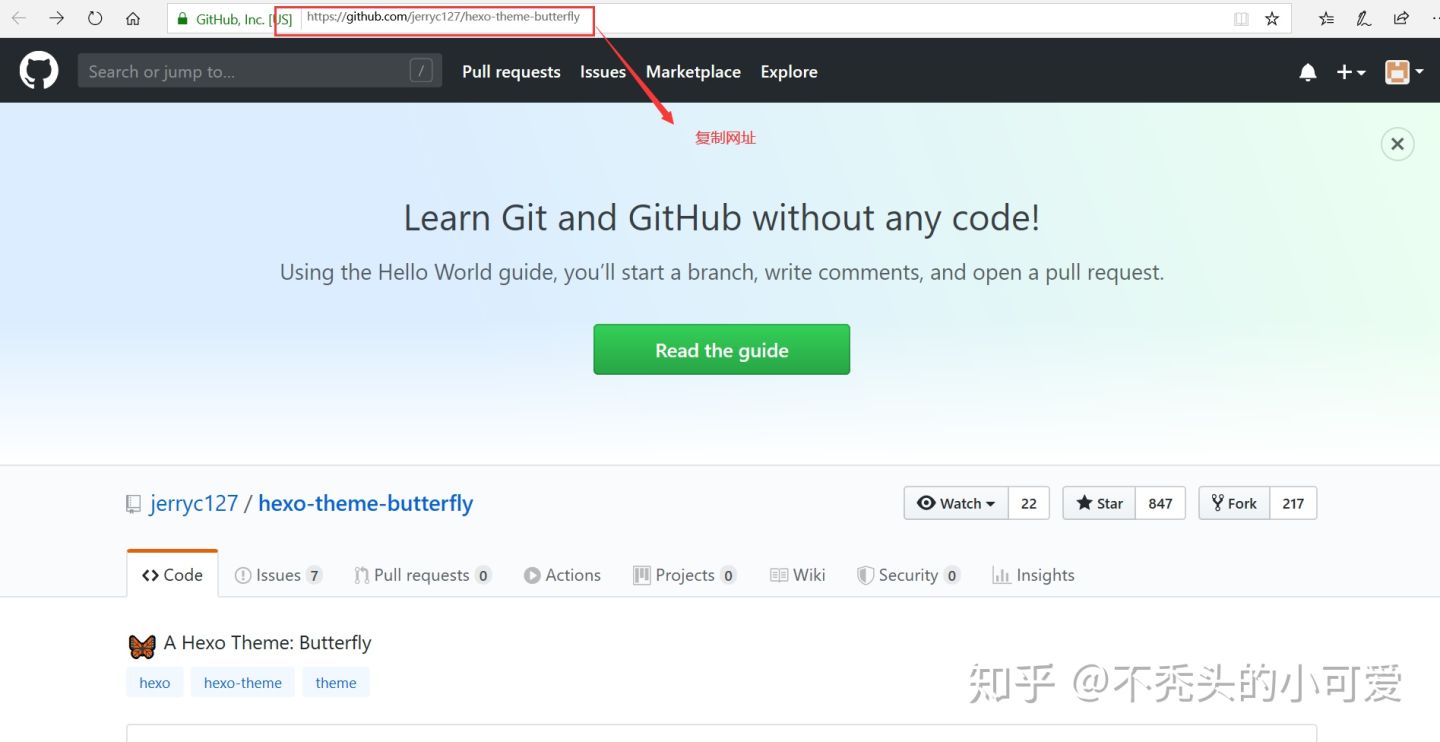 GitHub, Inc. [US] https://github.com/jerryc127/hexo-theme-butterfly
Search or jump to... / Pull requests Issues Marketplace Explore
复制网址
Learn Git and GitHub without any code!
Using the Hello World guide, you’ll start a branch, write comments, and open a pull request.
Read the guide
jerryc127 / hexo-theme-butterfly Watch 22 Star 847 Fork 217
Code Issues 7 Pull requests 0 Actions Projects 0 Wiki Security 0 Insights
A Hexo Theme: Butterfly
hexo hexo-theme theme
知乎 @不秃头的小可爱